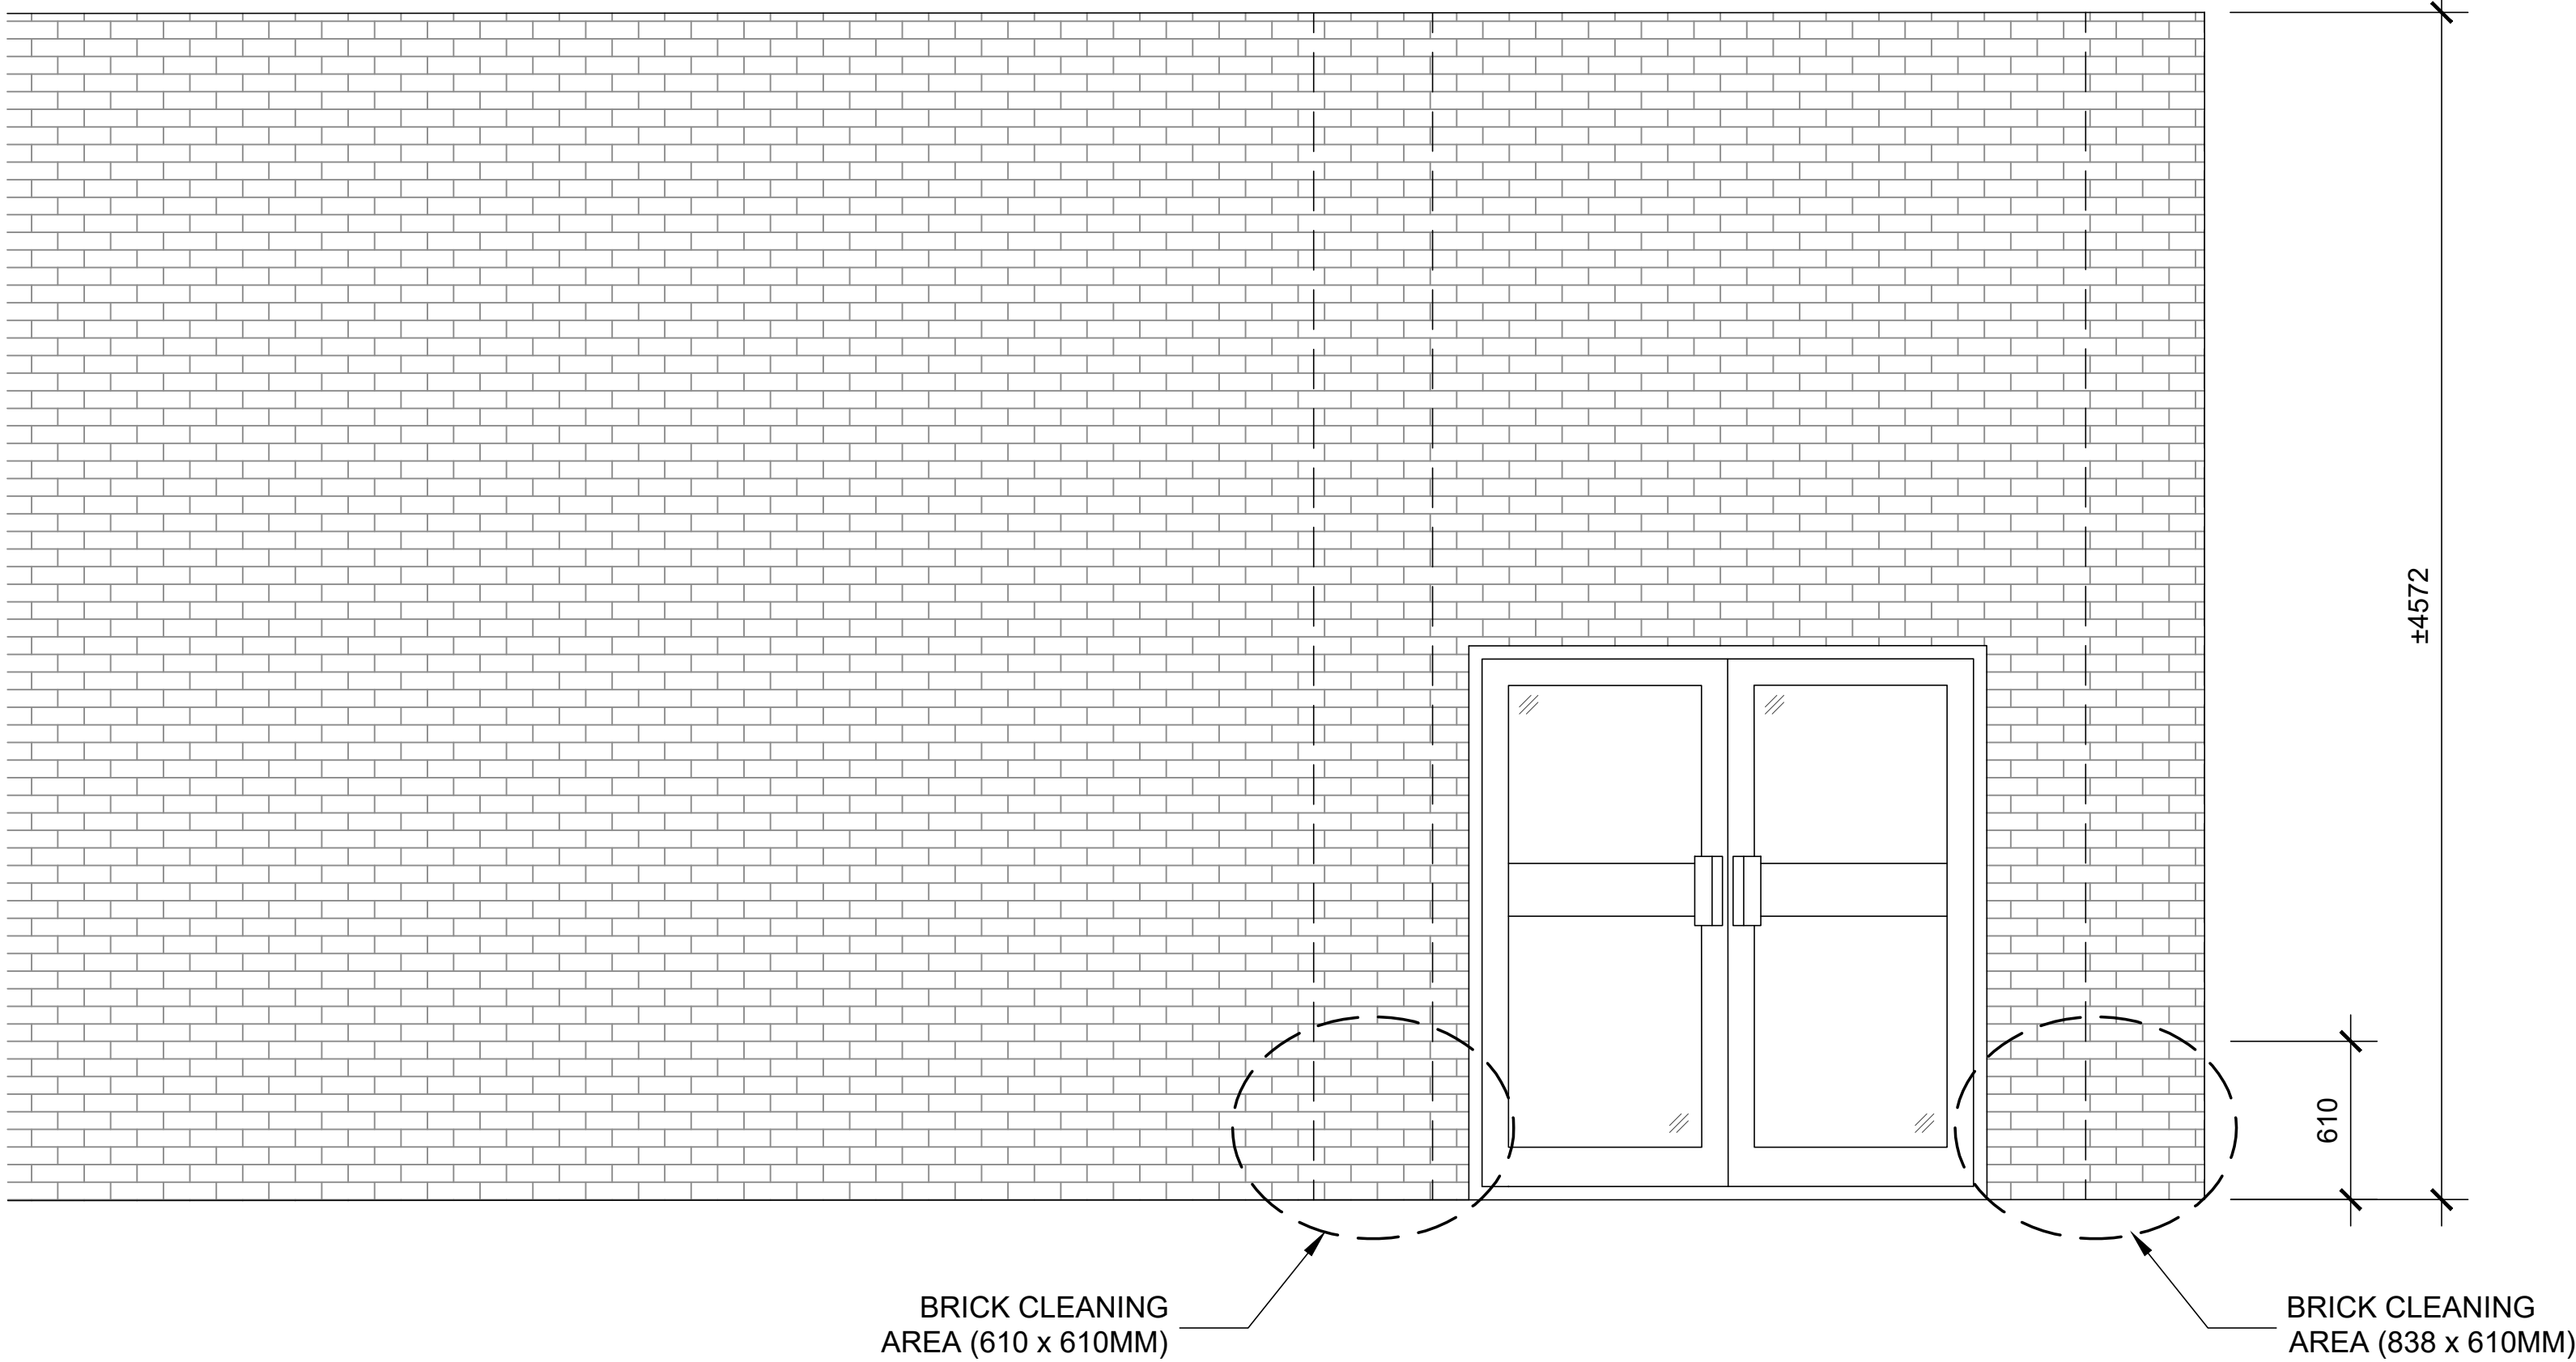 ±4572
610
BRICK CLEANING
AREA (610 x 610MM)
BRICK CLEANING
AREA (838 x 610MM)